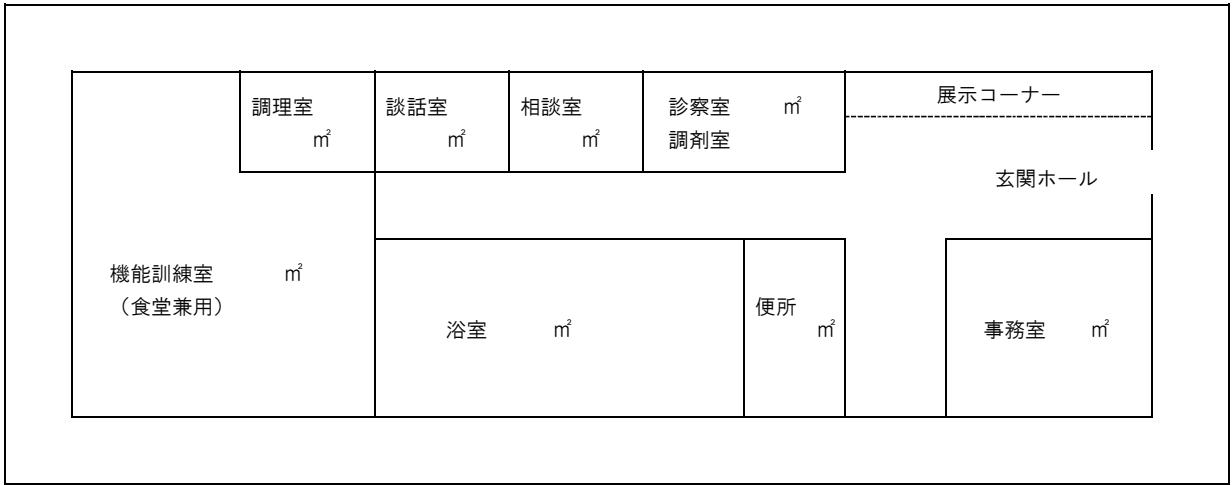 調理室
㎡
談話室
㎡
相談室
㎡
診察室 ㎡
調剤室
展示コーナー
玄関ホール
機能訓練室 ㎡
（食堂兼用）
浴室 ㎡
便所
㎡
事務室 ㎡